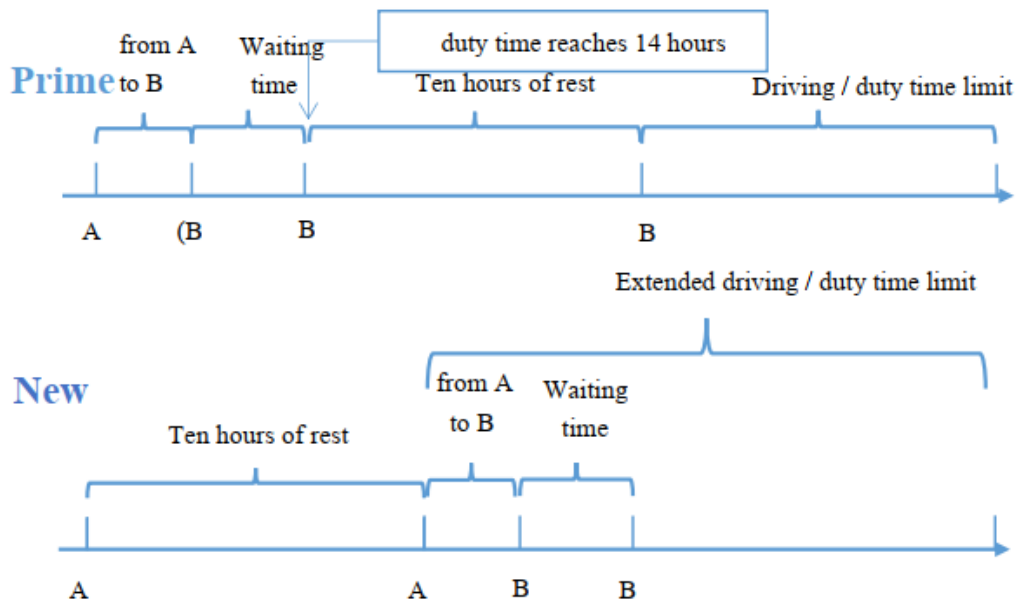 from A
to B
Waiting
time
duty time reaches 14 hours
Prime
Ten hours of rest
Driving / duty time limit
A
(B
B
B
Extended driving / duty time limit
New
from A
to B
Waiting
time
Ten hours of rest
A
A
B
B